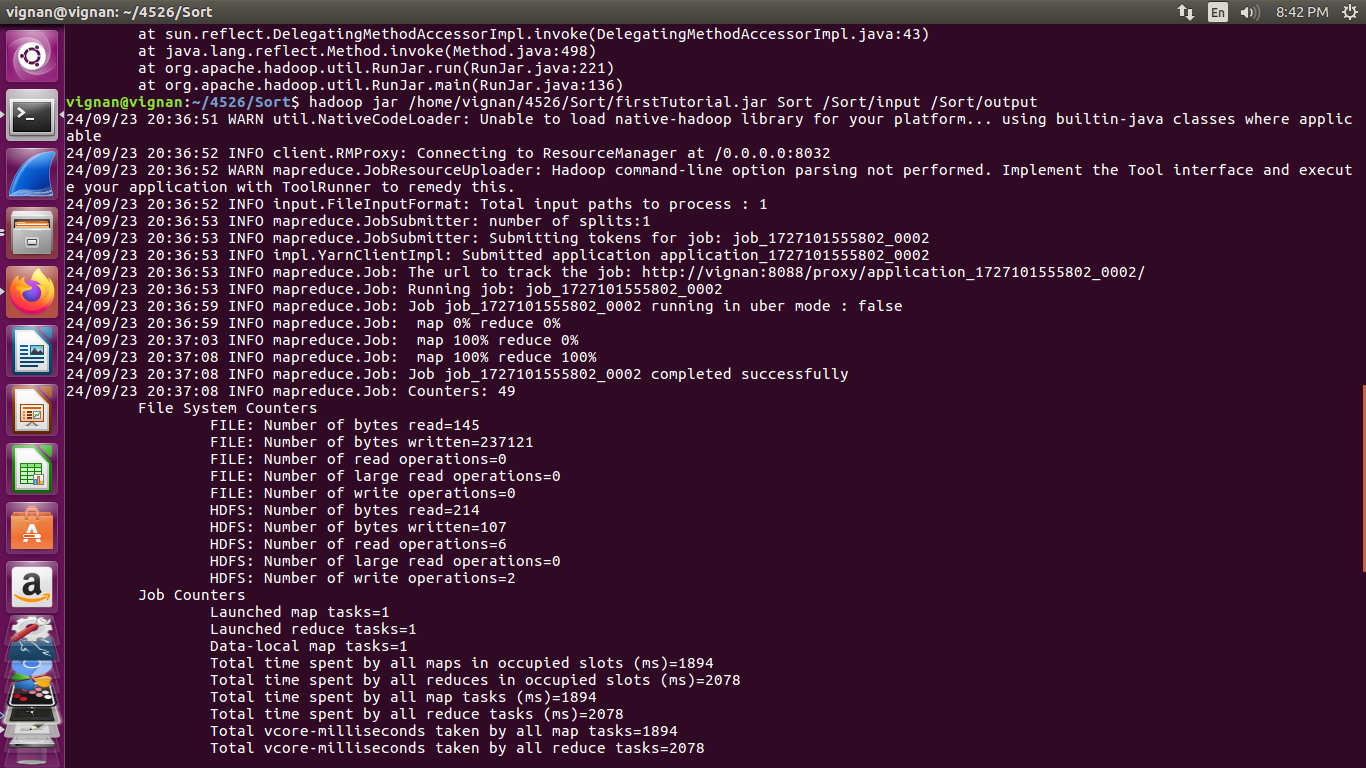 vignan@vignan: ~/4526/Sort
En
8:42 PM
at sun.reflect.DelegatingMethodAccessorImpl.invoke(DelegatingMethodAccessorImpl.java:43)
at java.lang.reflect.Method.invoke(Method.java:498)
at org.apache.hadoop.util.RunJar.run(RunJar.java:221)
at org.apache.hadoop.util.RunJar.main(RunJar.java:136)
vignan@vignan:~/4526/Sort$ hadoop jar /home/vignan/4526/Sort/firstTutorial.jar Sort /Sort/input /Sort/output
24/09/23 20:36:51 WARN util.NativeCodeLoader: Unable to load native-hadoop library for your platform... using builtin-java classes where applic
able
24/09/23 20:36:52 INFO client.RMProxy: Connecting to ResourceManager at /0.0.0.0:8032
24/09/23 20:36:52 WARN mapreduce.JobResourceUploader: Hadoop command-line option parsing not performed. Implement the Tool interface and execut
e your application with ToolRunner to remedy this.
24/09/23 20:36:52 INFO input.FileInputFormat: Total input paths to process : 1
24/09/23 20:36:53 INFO mapreduce.JobSubmitter: number of splits:1
24/09/23 20:36:53 INFO mapreduce.JobSubmitter: Submitting tokens for job: job_1727101555802_0002
24/09/23 20:36:53 INFO impl.YarnClientImpl: Submitted application application_1727101555802_0002
24/09/23 20:36:53 INFO mapreduce.Job: The url to track the job: http://vignan:8088/proxy/application_1727101555802_0002/
24/09/23 20:36:53 INFO mapreduce.Job: Running job: job_1727101555802_0002
24/09/23 20:36:59 INFO mapreduce.Job: Job job_1727101555802_0002 running in uber mode : false
24/09/23 20:36:59 INFO mapreduce.Job:  map 0% reduce 0%
24/09/23 20:37:03 INFO mapreduce.Job:  map 100% reduce 0%
24/09/23 20:37:08 INFO mapreduce.Job:  map 100% reduce 100%
24/09/23 20:37:08 INFO mapreduce.Job: Job job_1727101555802_0002 completed successfully
24/09/23 20:37:08 INFO mapreduce.Job: Counters: 49
File System Counters
FILE: Number of bytes read=145
FILE: Number of bytes written=237121
FILE: Number of read operations=0
FILE: Number of large read operations=0
FILE: Number of write operations=0
HDFS: Number of bytes read=214
HDFS: Number of bytes written=107
HDFS: Number of read operations=6
HDFS: Number of large read operations=0
HDFS: Number of write operations=2
Job Counters
Launched map tasks=1
Launched reduce tasks=1
Data-local map tasks=1
Total time spent by all maps in occupied slots (ms)=1894
Total time spent by all reduces in occupied slots (ms)=2078
Total time spent by all map tasks (ms)=1894
Total time spent by all reduce tasks (ms)=2078
Total vcore-milliseconds taken by all map tasks=1894
Total vcore-milliseconds taken by all reduce tasks=2078